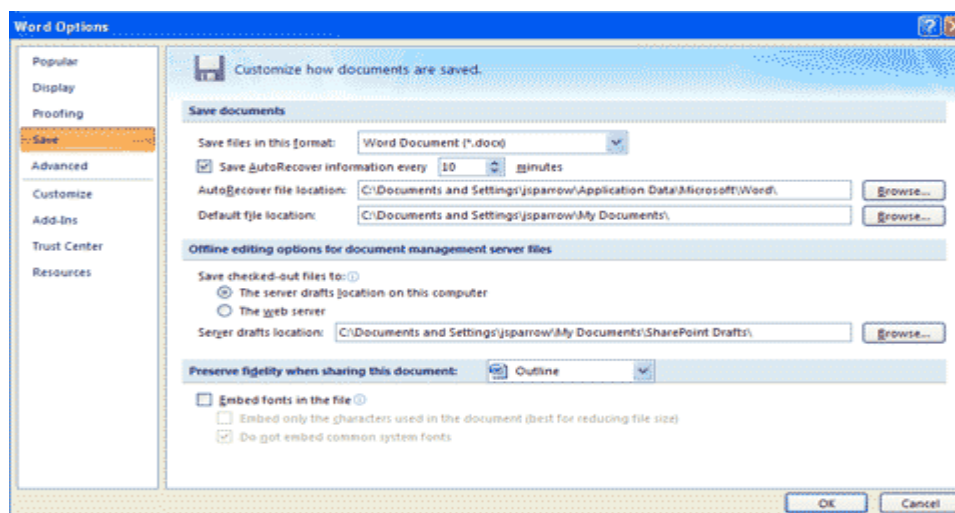 Word Options
Popular
Display
Proofing
Save
Advanced
Customize
Add-Ins
Trust Center
Resources
Customize how documents are saved.
Save documents
Save files in this format: Word Document (*.docx)
Save AutoRecover information every 10 minutes
AutoRecover file location: C:\Documents and Settings\jsparrow\Application Data\Microsoft\Word\ Browse...
Default file location: C:\Documents and Settings\jsparrow\My Documents\ Browse...
Offline editing options for document management server files
Save checked-out files to:
The server drafts location on this computer
The web server
Server drafts location: C:\Documents and Settings\jsparrow\My Documents\SharePoint Drafts\ Browse...
Preserve fidelity when sharing this document: Outline
Embed fonts in the file
Embed only the characters used in the document (best for reducing file size)
Do not embed common system fonts
OK Cancel